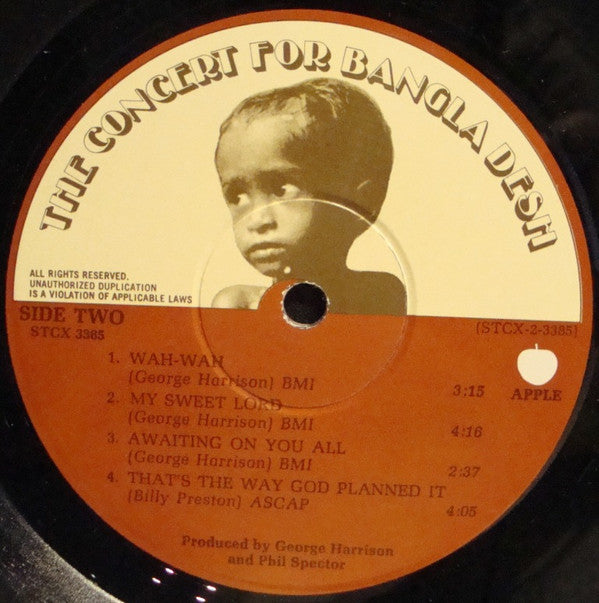 THE CONCERT FOR BANGLA DESH
ALL RIGHTS RESERVED.
UNAUTHORIZED DUPLICATION
IS A VIOLATION OF APPLICABLE LAWS
SIDE TWO
STCX 3385
(STCX-2-3385)
1. WAH-WAH
(George Harrison) BMI 3:15
APPLE
2. MY SWEET LORD
(George Harrison) BMI 4:16
3. AWAITING ON YOU ALL
(George Harrison) BMI 2:37
4. THAT'S THE WAY GOD PLANNED IT
(Billy Preston) ASCAP 4:05
Produced by George Harrison
and Phil Spector